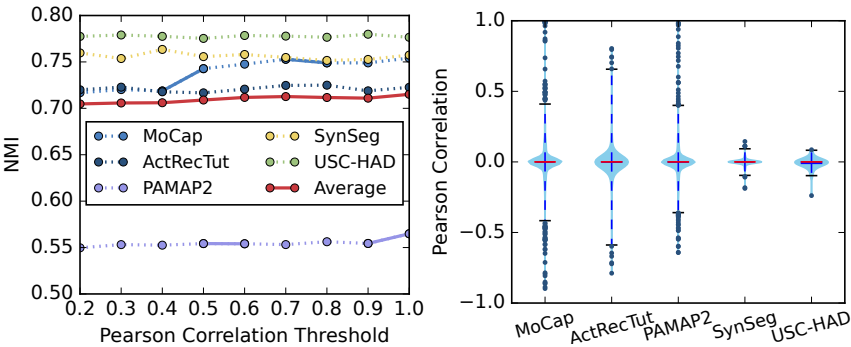 0.80
0.75
0.70
0.65
0.60
0.55
0.50
NMI
MoCap
ActRecTut
PAMAP2
SynSeg
USC-HAD
Average
0.2 0.3 0.4 0.5 0.6 0.7 0.8 0.9 1.0
Pearson Correlation Threshold
1.0
0.5
0.0
−0.5
−1.0
Pearson Correlation
MoCap
ActRecTut
PAMAP2
SynSeg
USC-HAD